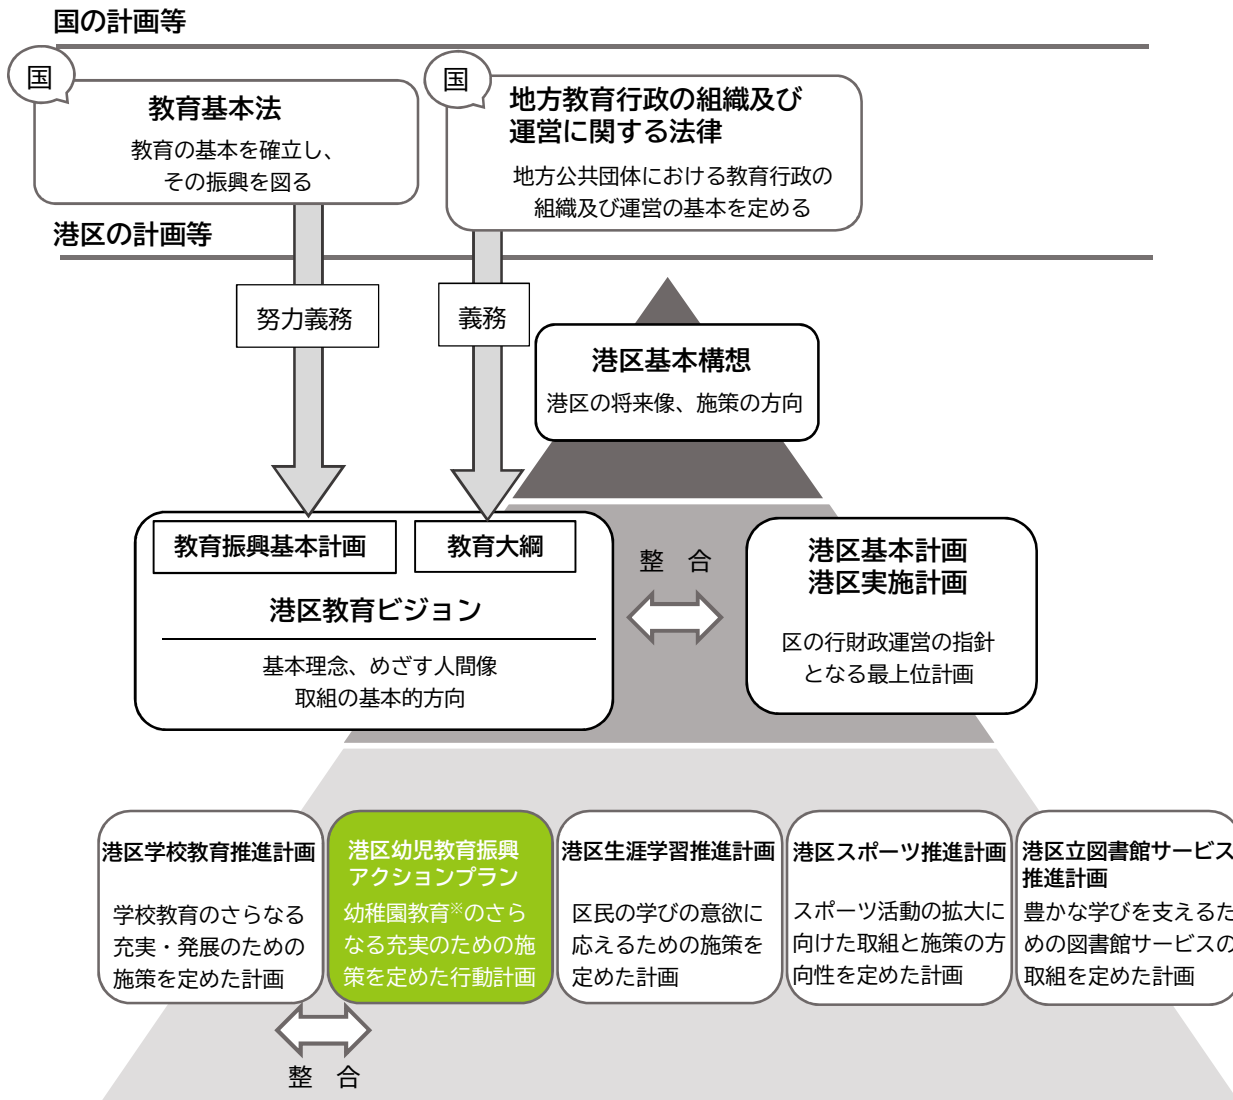 国の計画等
国
教育基本法
教育の基本を確立し、
その振興を図る
国
地方教育行政の組織及び
運営に関する法律
地方公共団体における教育行政の
組織及び運営の基本を定める
港区の計画等
努力義務
義務
港区基本構想
港区の将来像、施策の方向
教育振興基本計画
教育大綱
港区教育ビジョン
基本理念、めざす人間像
取組の基本的方向
整 合
港区基本計画
港区実施計画
区の行財政運営の指針
となる最上位計画
港区学校教育推進計画
学校教育のさらなる
充実・発展のための
施策を定めた計画
港区幼児教育振興
アクションプラン
幼稚園教育※のさら
なる充実のための施
策を定めた行動計画
港区生涯学習推進計画
区民の学びの意欲に
応えるための施策を
定めた計画
港区スポーツ推進計画
スポーツ活動の拡大に
向けた取組と施策の方
向性を定めた計画
港区立図書館サービス
推進計画
豊かな学びを支えるた
めの図書館サービスの
取組を定めた計画
整 合